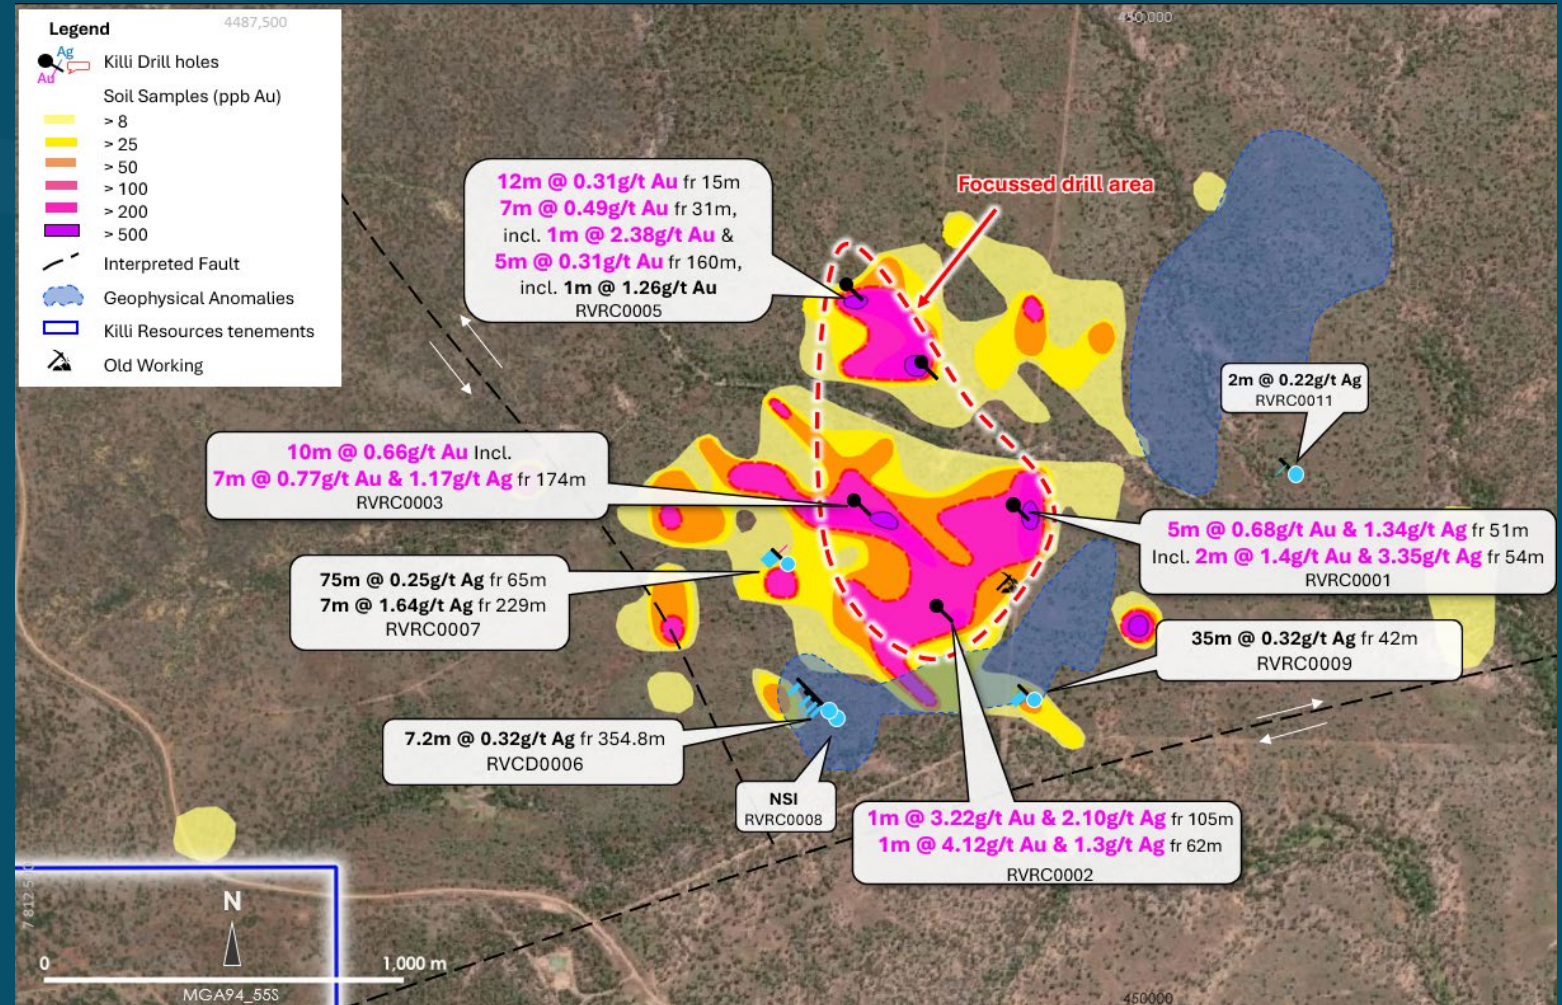 4487,500
450,000
Legend
Ag
Au
Killi Drill holes
Soil Samples (ppb Au)
> 8
> 25
> 50
> 100
> 200
> 500
Interpreted Fault
Geophysical Anomalies
Killi Resources tenements
Old Working
12m @ 0.31g/t Au fr 15m
7m @ 0.49g/t Au fr 31m,
incl. 1m @ 2.38g/t Au &
5m @ 0.31g/t Au fr 160m,
incl. 1m @ 1.26g/t Au
RVRC0005
Focussed drill area
2m @ 0.22g/t Ag
RVRC0011
10m @ 0.66g/t Au Incl.
7m @ 0.77g/t Au & 1.17g/t Ag fr 174m
RVRC0003
5m @ 0.68g/t Au & 1.34g/t Ag fr 51m
Incl. 2m @ 1.4g/t Au & 3.35g/t Ag fr 54m
RVRC0001
75m @ 0.25g/t Ag fr 65m
7m @ 1.64g/t Ag fr 229m
RVRC0007
35m @ 0.32g/t Ag fr 42m
RVRC0009
7.2m @ 0.32g/t Ag fr 354.8m
RVCD0006
NSI
RVRC0008
1m @ 3.22g/t Au & 2.10g/t Ag fr 105m
1m @ 4.12g/t Au & 1.3g/t Ag fr 62m
RVRC0002
7 812 500
N
0
1,000 m
MGA94_55S
450000